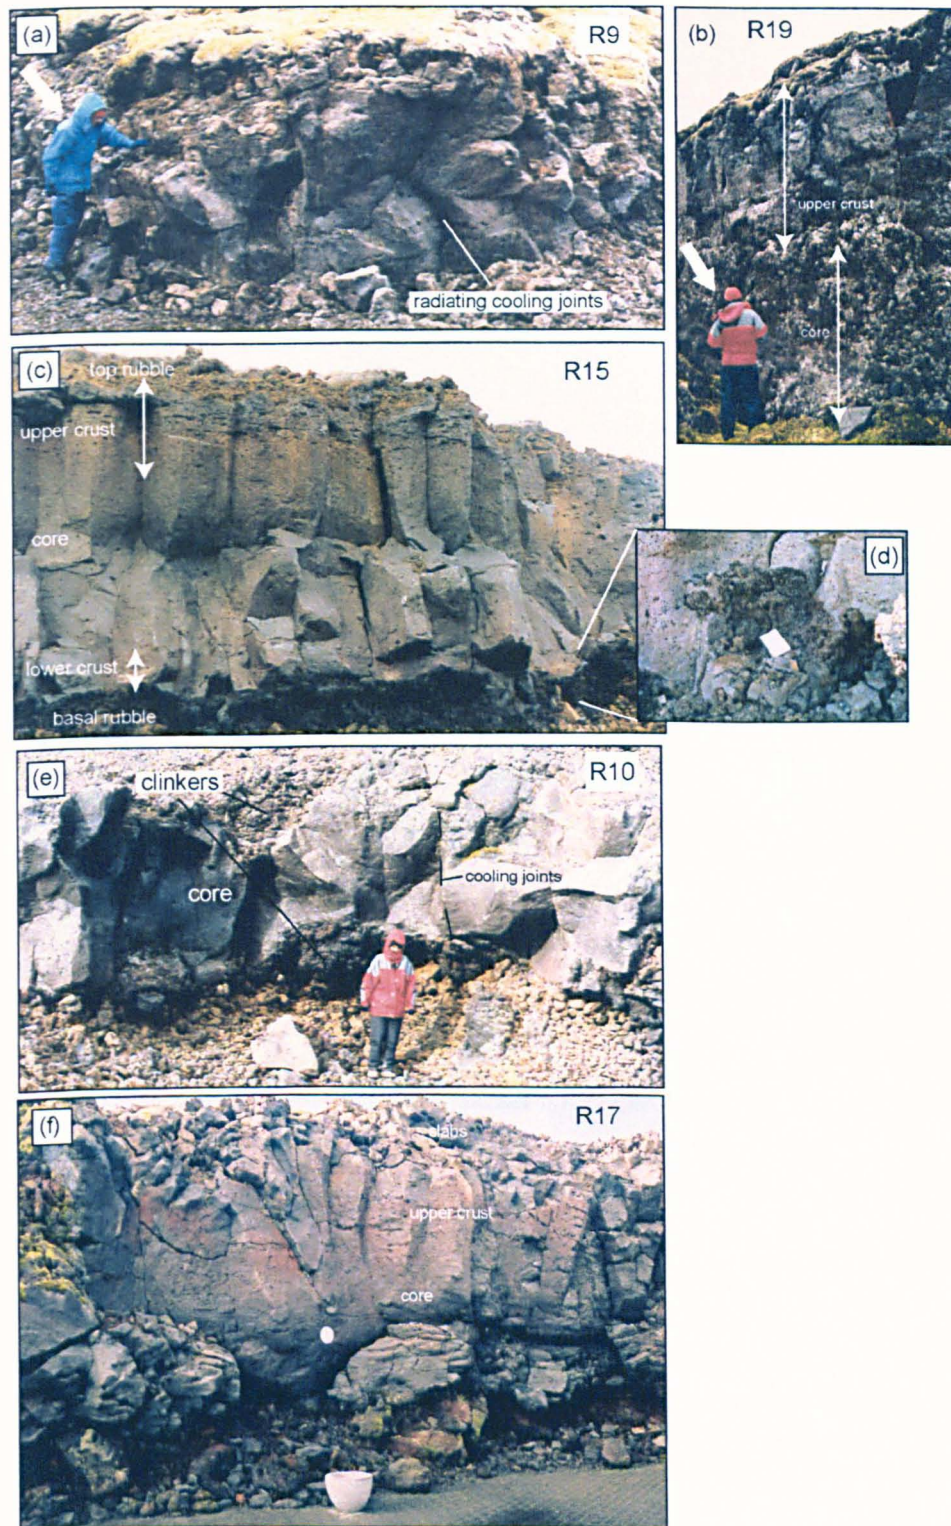 (a)
R9
radiating cooling joints
(b)
R19
upper crust
core
(c)
top rubble
R15
upper crust
core
lower crust
basal rubble
(d)
(e)
clinkers
R10
core
cooling joints
(f)
R17
slabs
upper crust
core